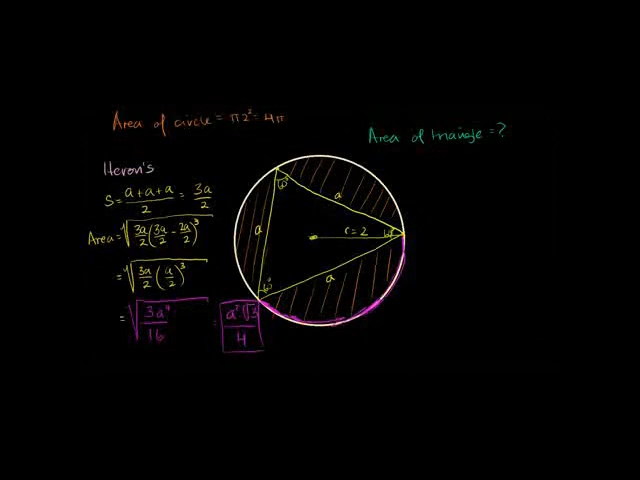 Area of circle = π2² = 4π
Area of triangle = ?
Heron's
S = a + a + a / 2 = 3a / 2
Area = √ 3a/2 (3a/2 - 2a/2)³
= √ 3a/2 (a/2)³
= √ 3a⁴ / 16 = a²√3 / 4
60°
a
a
r = 2
60°
60°
a